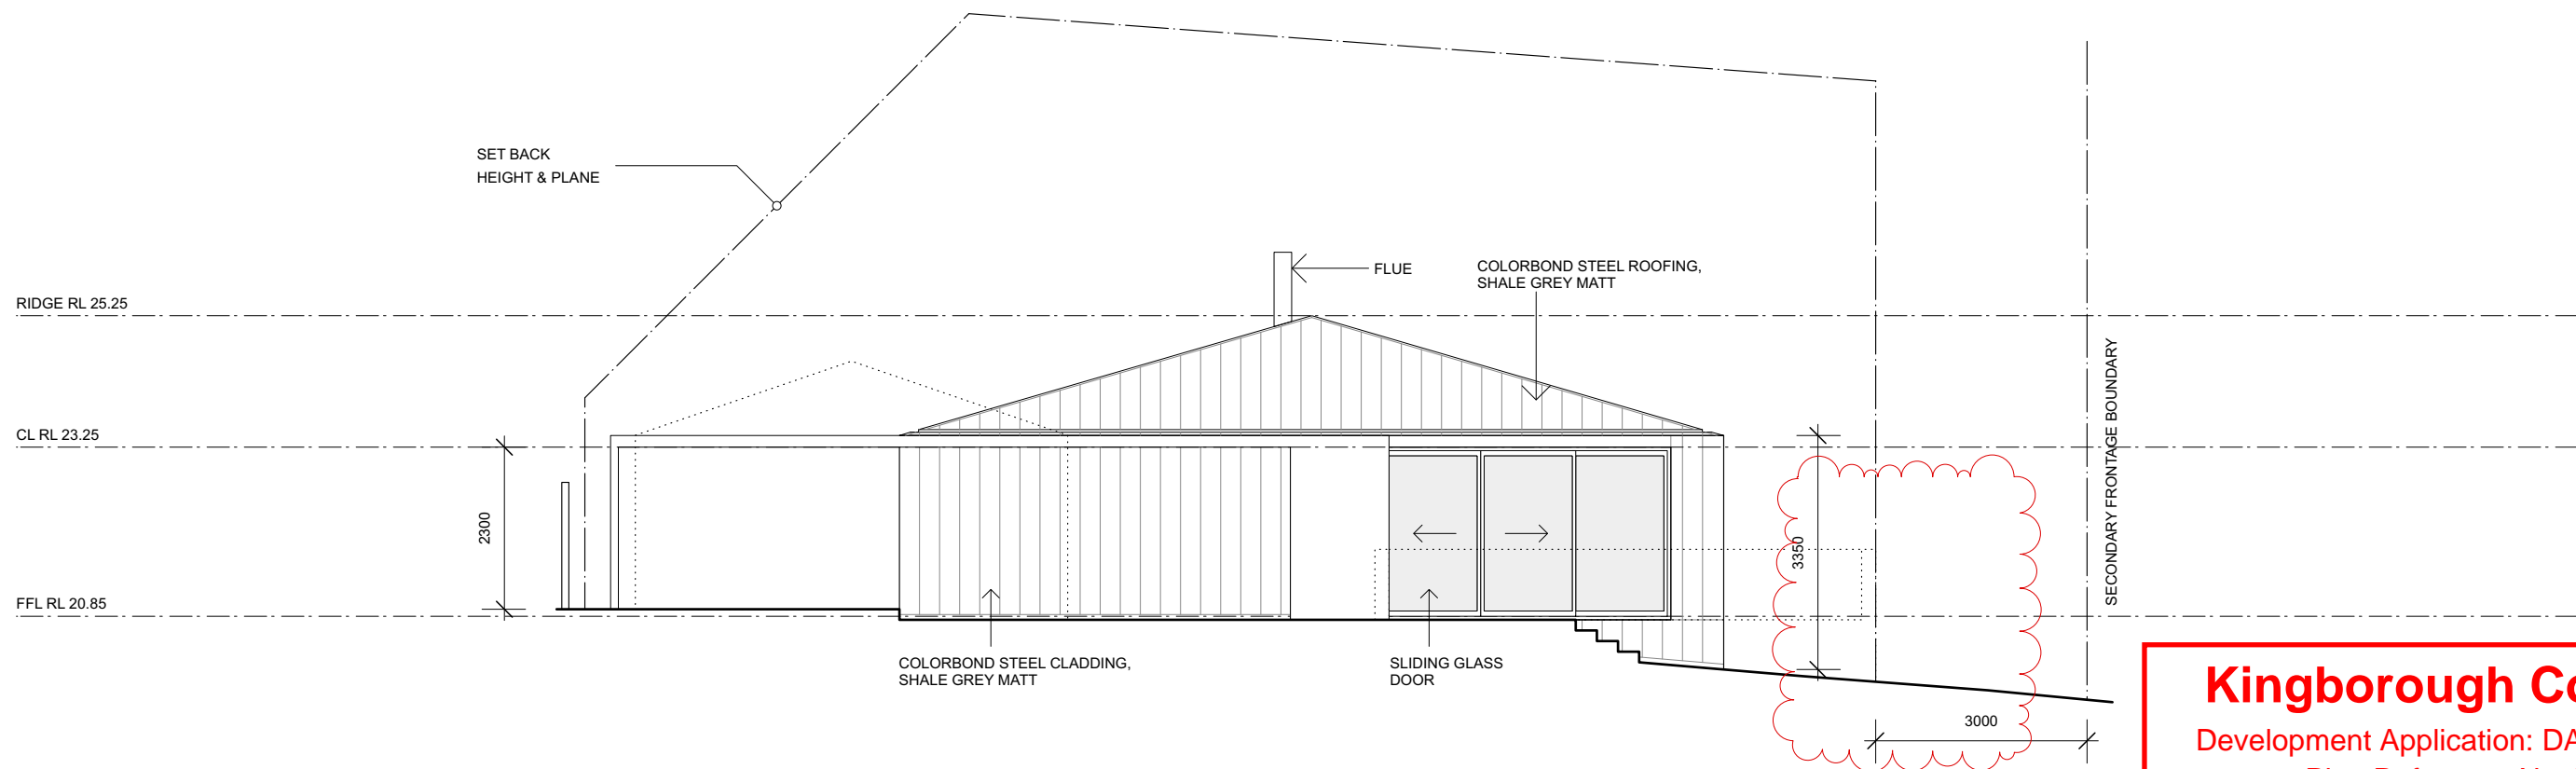 SET BACK
HEIGHT & PLANE
FLUE
COLORBOND STEEL ROOFING,
SHALE GREY MATT
RIDGE RL 25.25
CL RL 23.25
FFL RL 20.85
2300
3350
SECONDARY FRONTAGE BOUNDARY
COLORBOND STEEL CLADDING,
SHALE GREY MATT
SLIDING GLASS
DOOR
3000
Kingborough Co
Development Application: DA